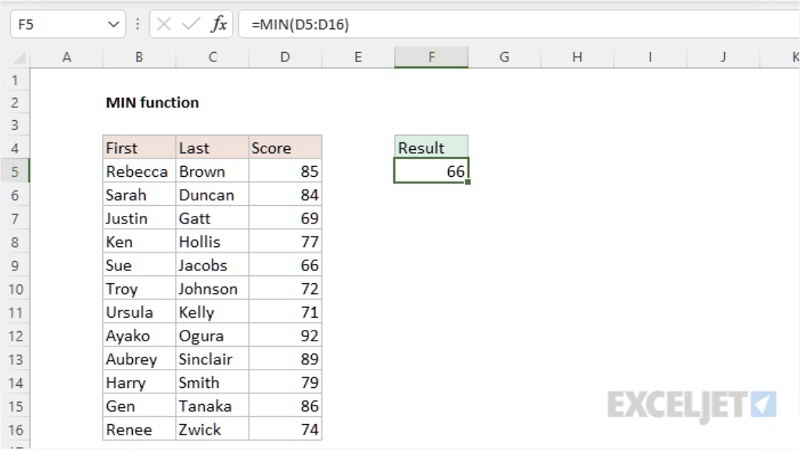 F5 fx =MIN(D5:D16)
A B C D E F G H I J K
1
2 MIN function
3
4 First Last Score Result
5 Rebecca Brown 85 66
6 Sarah Duncan 84
7 Justin Gatt 69
8 Ken Hollis 77
9 Sue Jacobs 66
10 Troy Johnson 72
11 Ursula Kelly 71
12 Ayako Ogura 92
13 Aubrey Sinclair 89
14 Harry Smith 79
15 Gen Tanaka 86
16 Renee Zwick 74
EXCELJET